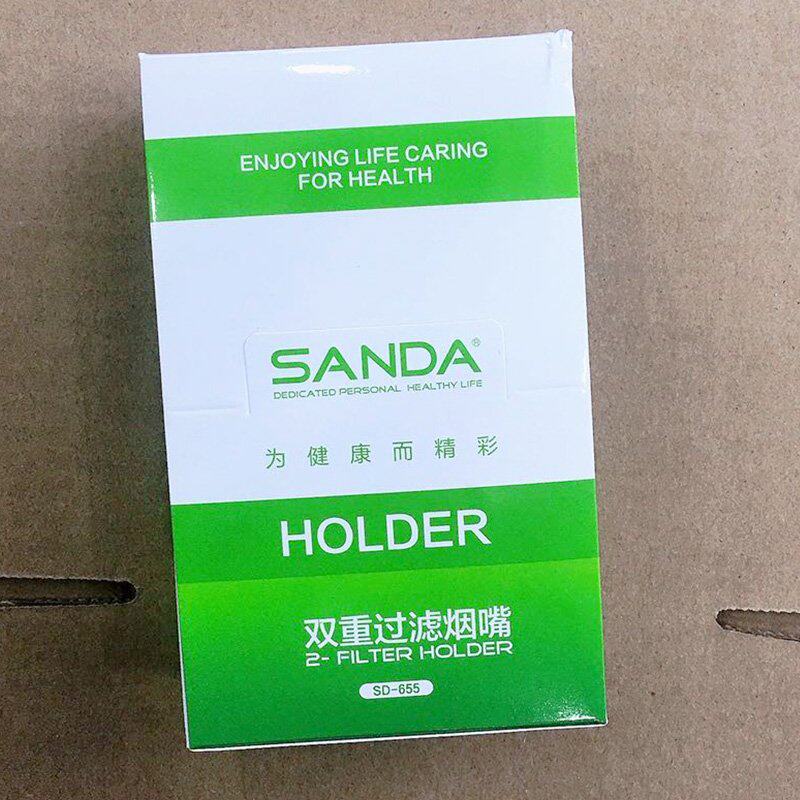 ENJOYING LIFE CARING
FOR HEALTH
SANDA®
DEDICATED PERSONAL HEALTHY LIFE
为健康而精彩
HOLDER
双重过滤烟嘴
2- FILTER HOLDER
SD-655